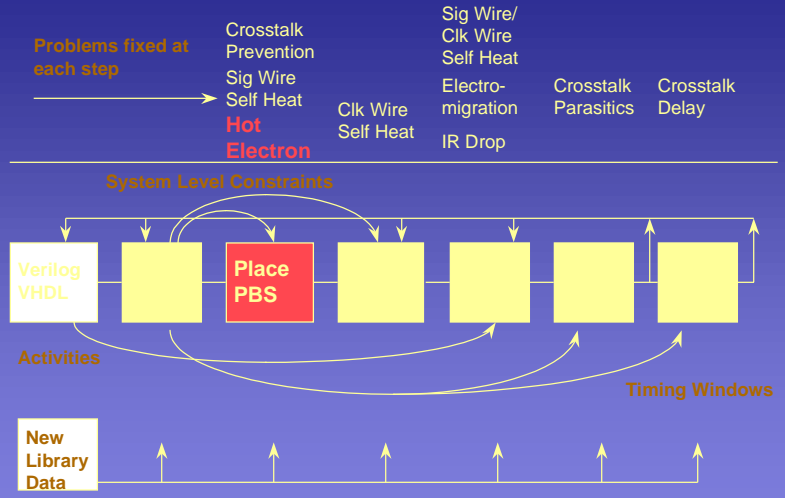 Problems fixed at
each step
Crosstalk
Prevention
Sig Wire
Self Heat
Hot
Electron
Clk Wire
Self Heat
Sig Wire/
Clk Wire
Self Heat
Electro-
migration
IR Drop
Crosstalk
Parasitics
Crosstalk
Delay
System Level Constraints
Verilog
VHDL
Place
PBS
Activities
Timing Windows
New
Library
Data